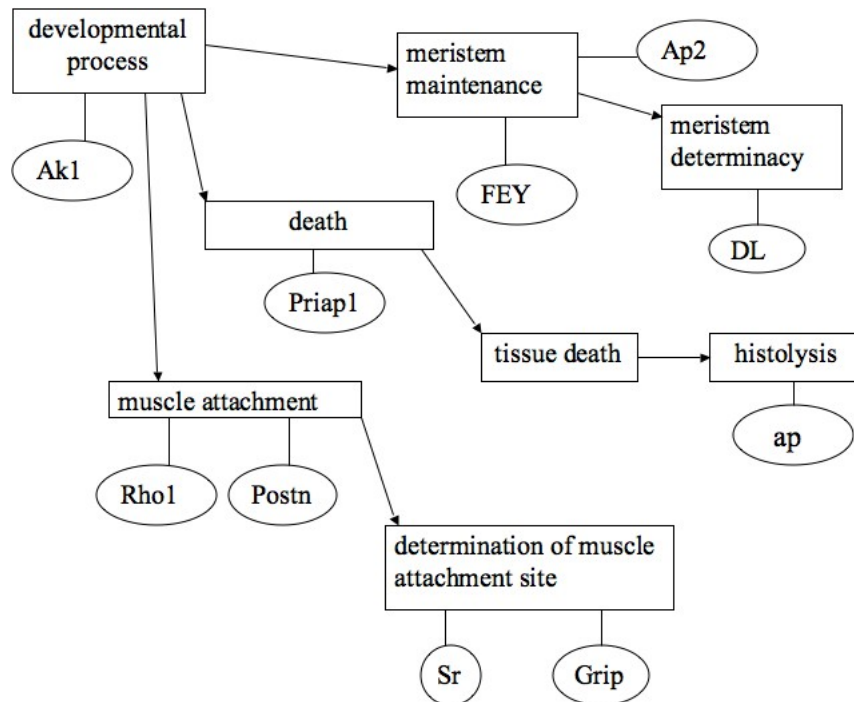 developmental
process
meristem
maintenance
Ap2
meristem
determinacy
Ak1
FEY
death
DL
Priap1
tissue death
histolysis
muscle attachment
ap
Rho1
Postn
determination of muscle
attachment site
Sr
Grip